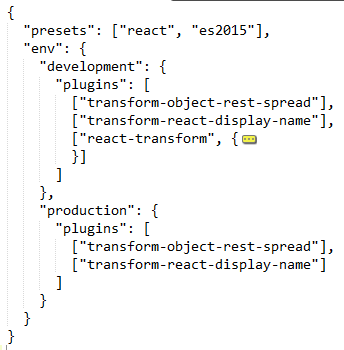 {
  "presets": ["react", "es2015"],
  "env": {
    "development": {
      "plugins": [
        ["transform-object-rest-spread"],
        ["transform-react-display-name"],
        ["react-transform", {
        }]
      ]
    },
    "production": {
      "plugins": [
        ["transform-object-rest-spread"],
        ["transform-react-display-name"]
      ]
    }
  }
}